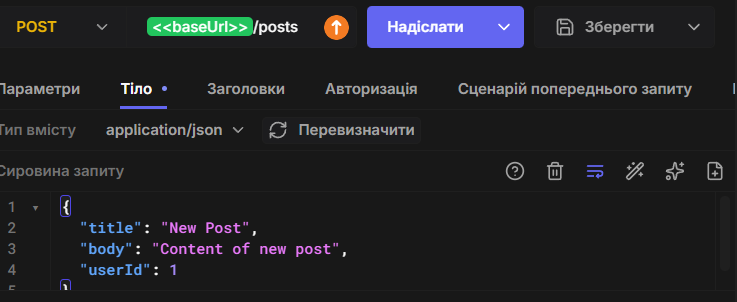 POST <<baseUrl>>/posts Надіслати Зберегти
Параметри Тіло Заголовки Авторизація Сценарій попереднього запиту
Тип вмісту application/json Перевизначити
Сировина запиту
1 {
2 "title": "New Post",
3 "body": "Content of new post",
4 "userId": 1
5 }